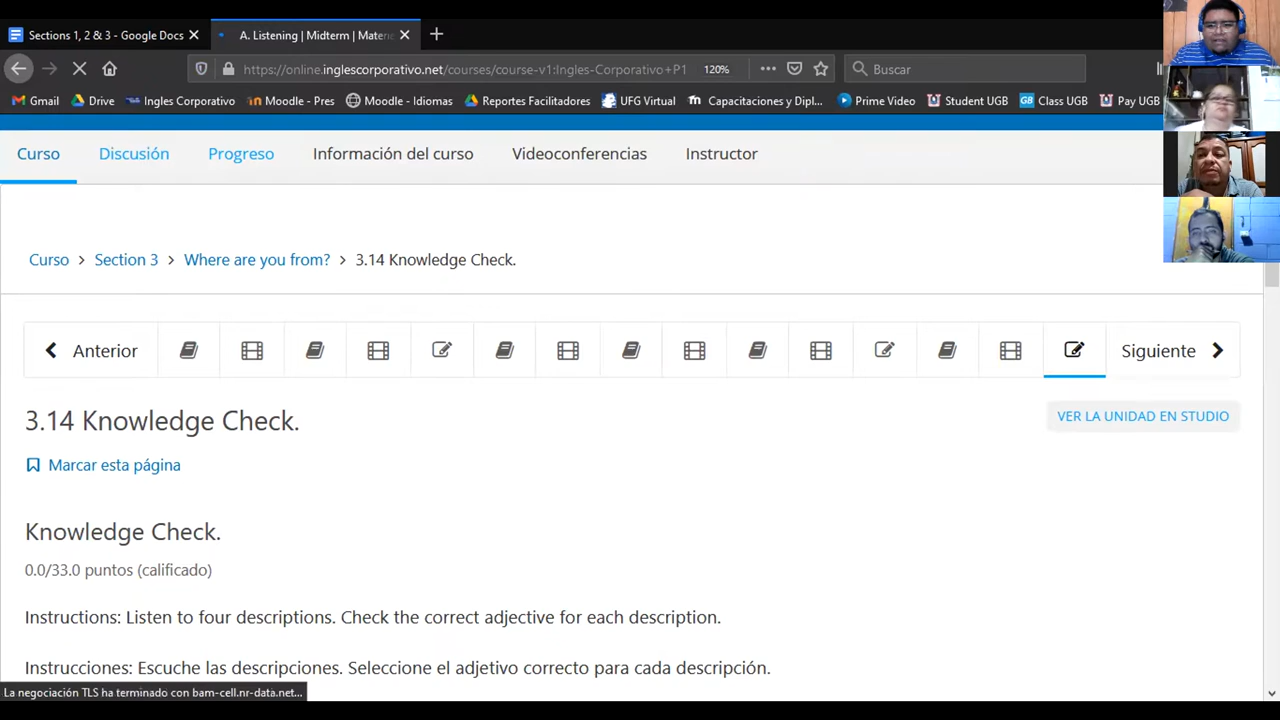 Sections 1, 2 & 3 - Google Docs
A. Listening | Midterm | Materie
https://online.inglescorporativo.net/courses/cour
ngles-Corporativo+P1
120%
Buscar
Gmail
Drive
Ingles Corporativo
Moodle - Pres
Moodle - Idiomas
Reportes Facilitadores
UFG Virtual
Capacitaciones y Dipl...
Prime Video
Student UGB
Class UGB
Pay UGB
Curso
Discusión
Progreso
Información del curso
Videoconferencias
Instructor
Curso > Section 3 > Where are you from? > 3.14 Knowledge Check.
Anterior
Siguiente
3.14 Knowledge Check.
VER LA UNIDAD EN STUDIO
Marcar esta página
Knowledge Check.
0.0/33.0 puntos (calificado)
Instructions: Listen to four descriptions. Check the correct adjective for each description.
Instrucciones: Escuche las descripciones. Seleccione el adjetivo correcto para cada descripción.
La negociación TLS ha terminado con bam-cell.nr-data.net...